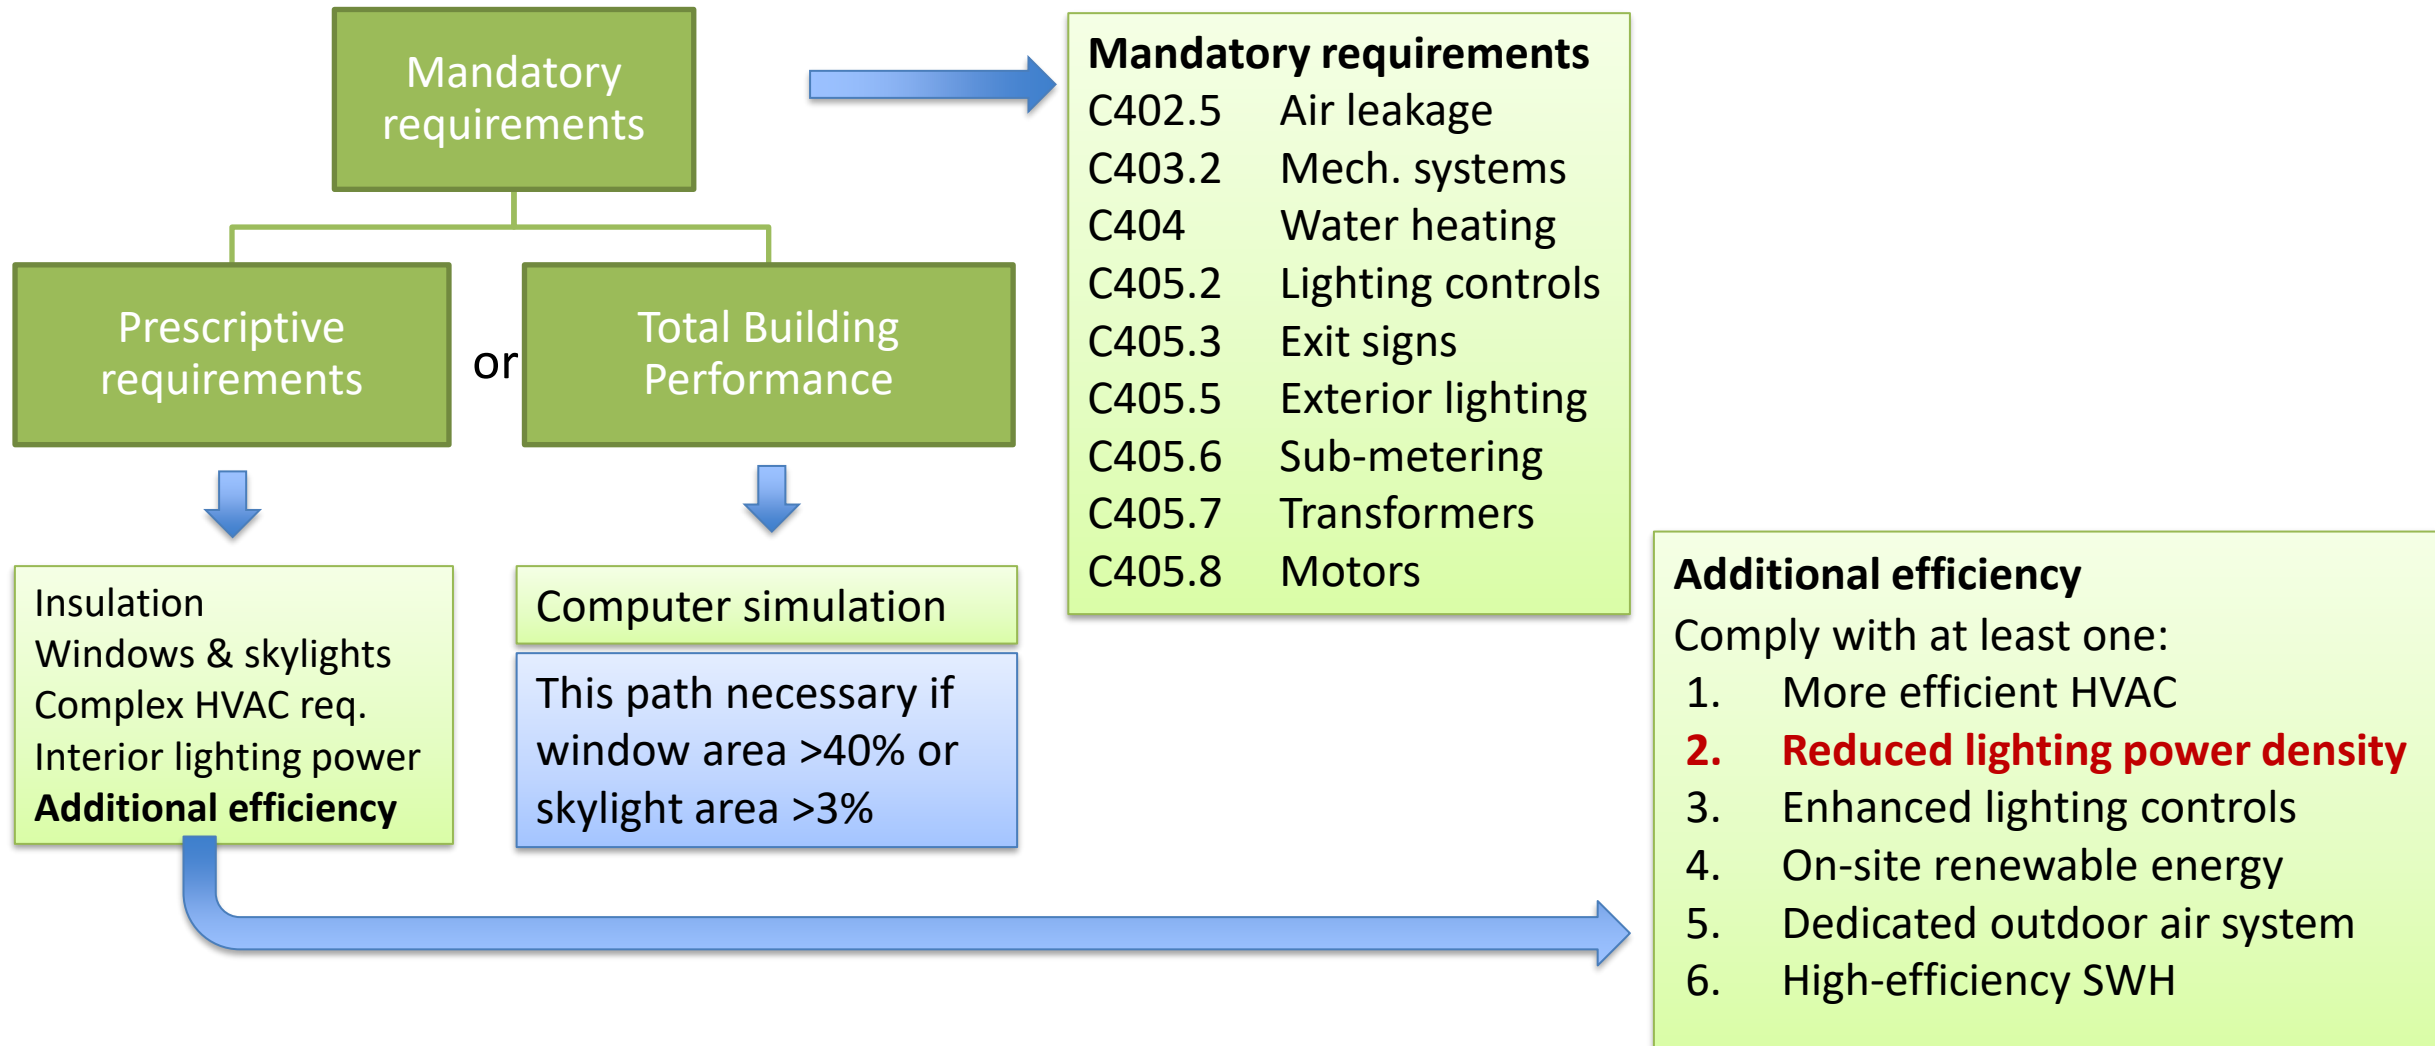 Mandatory
requirements
Prescriptive
requirements
or
Total Building
Performance
Insulation
Windows & skylights
Complex HVAC req.
Interior lighting power
Additional efficiency
Computer simulation
This path necessary if
window area >40% or
skylight area >3%
Mandatory requirements
C402.5 Air leakage
C403.2 Mech. systems
C404 Water heating
C405.2 Lighting controls
C405.3 Exit signs
C405.5 Exterior lighting
C405.6 Sub-metering
C405.7 Transformers
C405.8 Motors
Additional efficiency
Comply with at least one:
1. More efficient HVAC
2. Reduced lighting power density
3. Enhanced lighting controls
4. On-site renewable energy
5. Dedicated outdoor air system
6. High-efficiency SWH